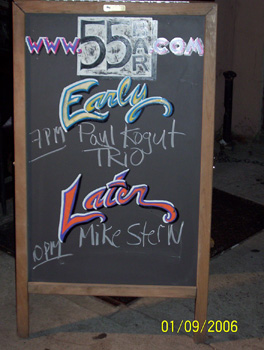 www.55BAR.com
Early
7PM Paul Kogut
TRIO
Later
10PM Mike Stern
01/09/2006